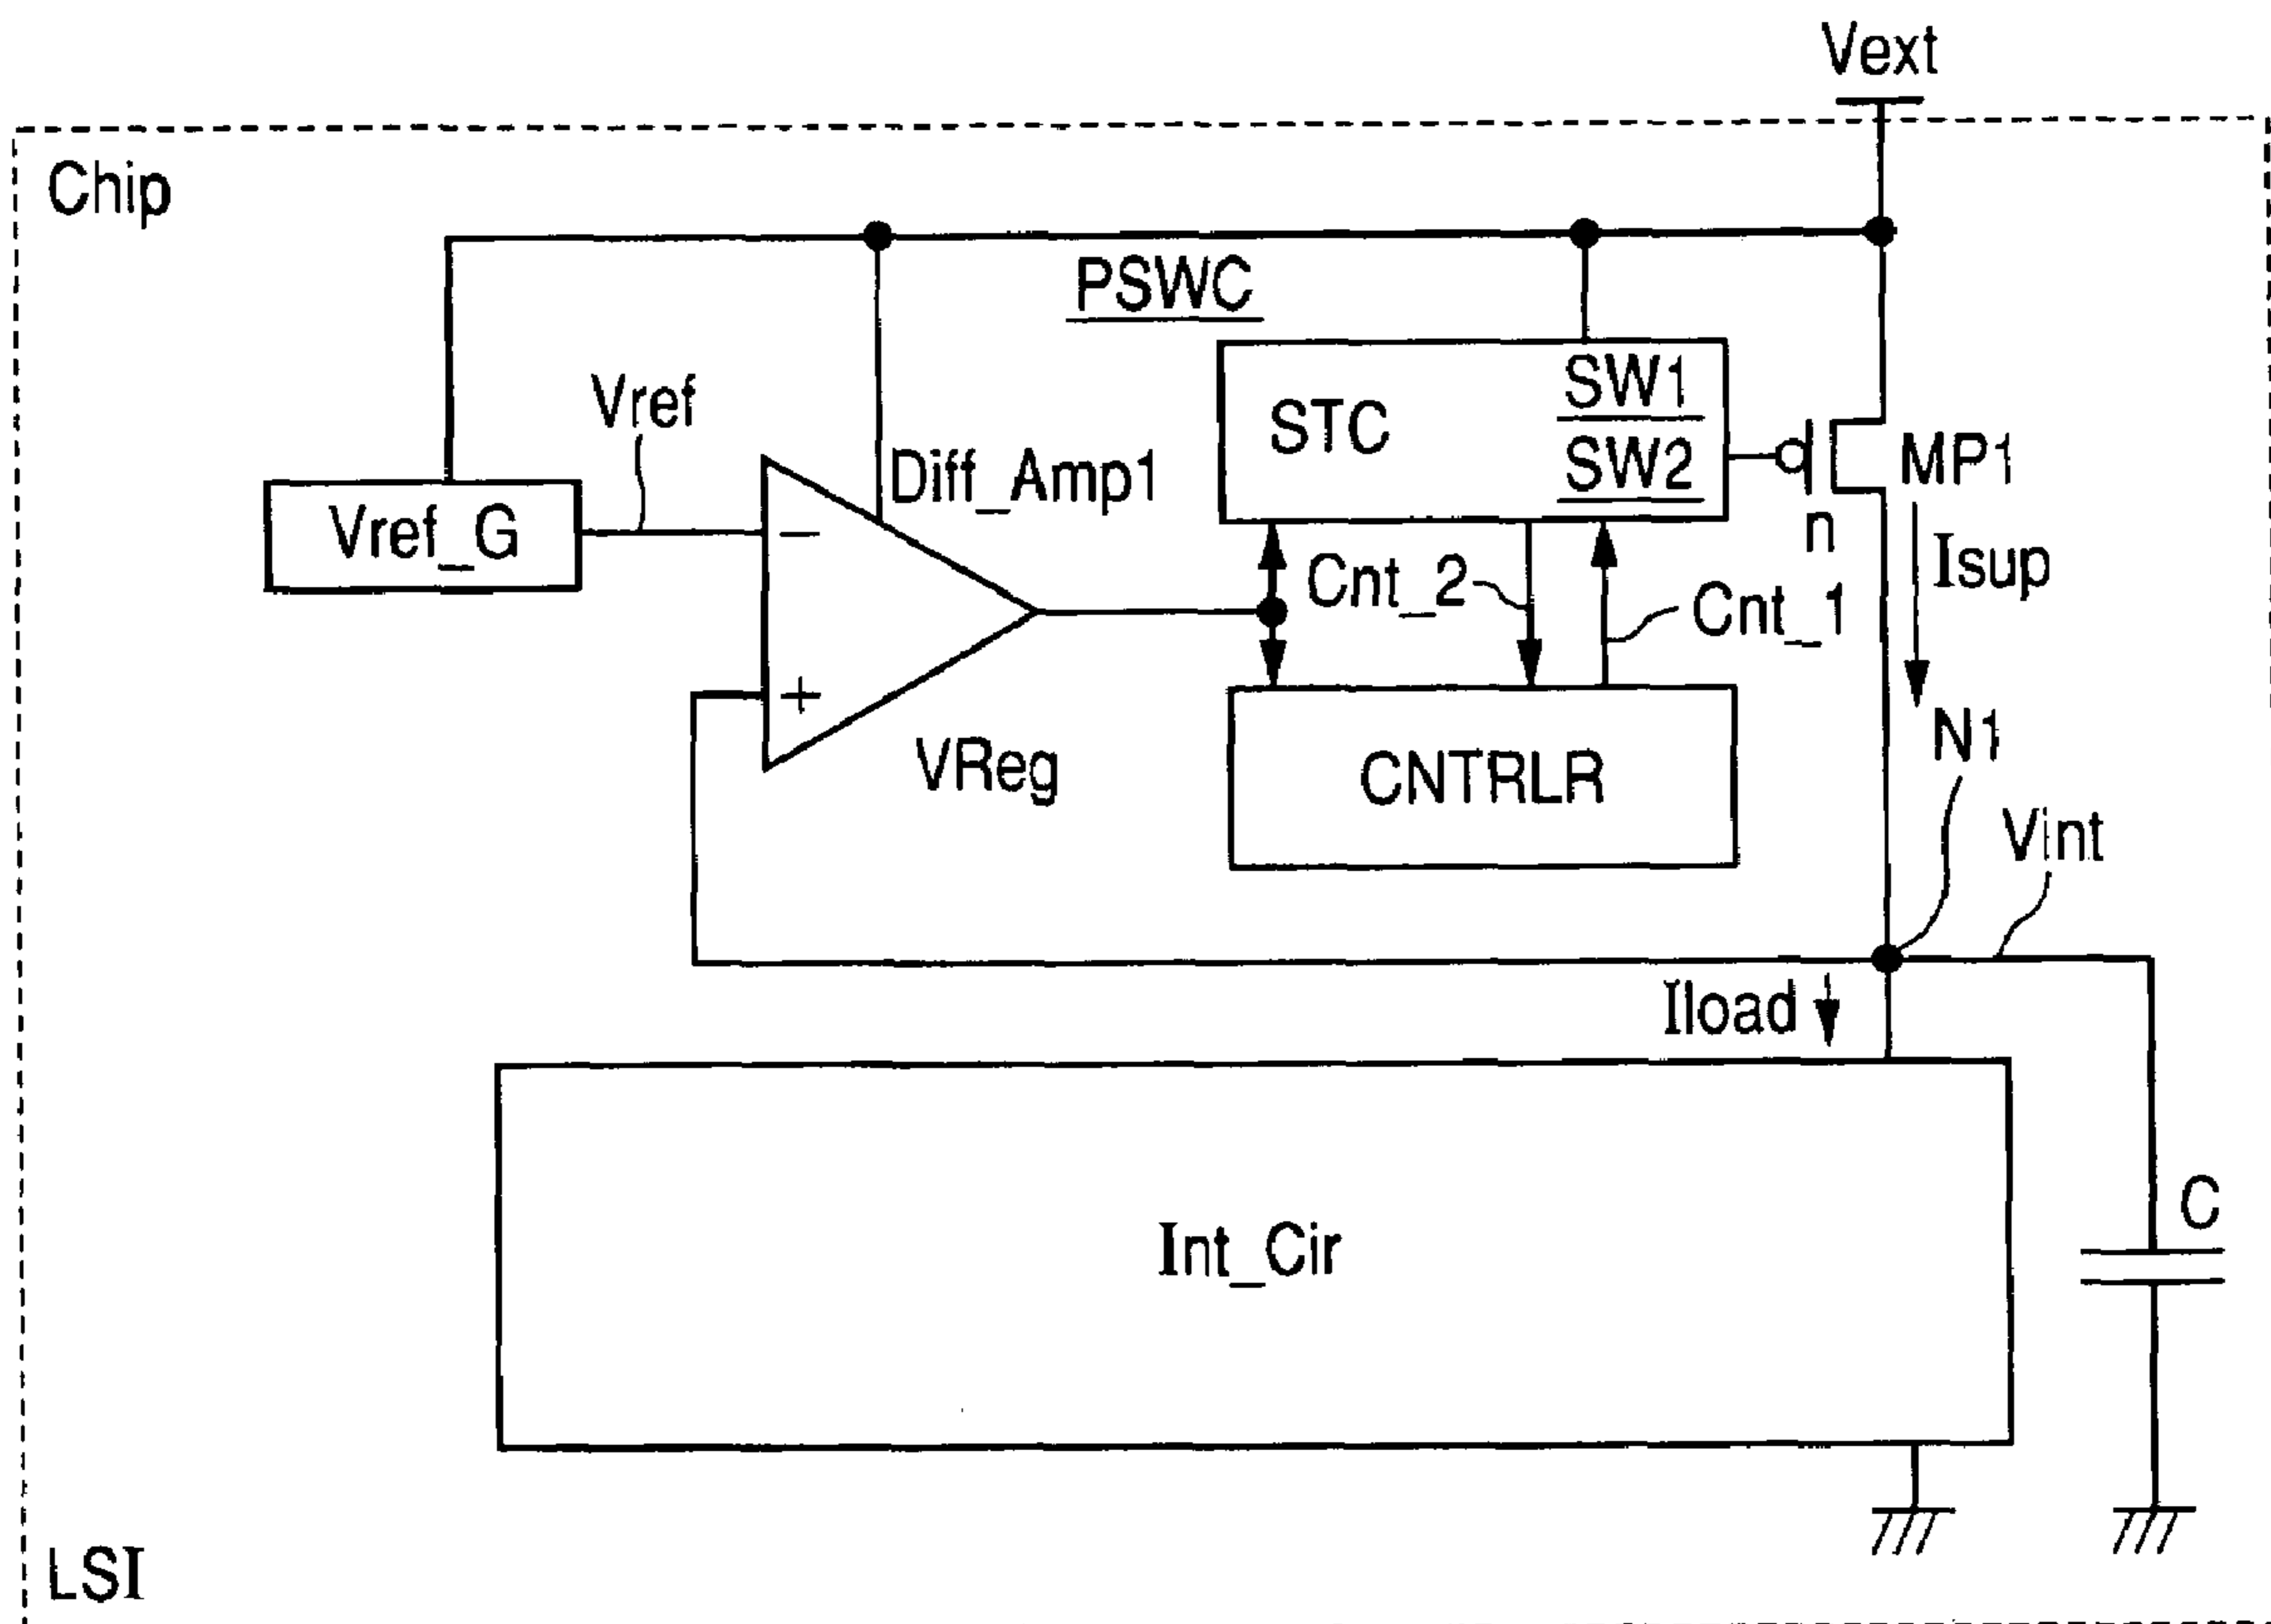 Vext
Chip
PSWC
Vref
SW1
STC
SW2
MP1
Diff_Amp1
Vref_G
−
n
Isup
Cnt_2
Cnt_1
+
VReg
CNTRLR
N1
Vint
Iload
C
Int_Cir
LSI